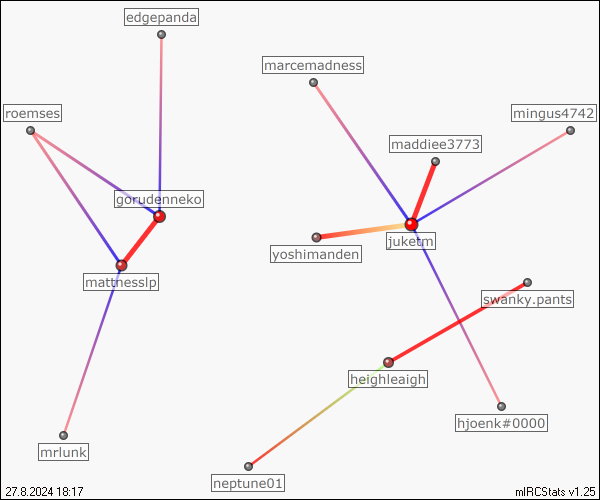 edgepanda
marcemadness
roemses
mingus4742
maddiee3773
gorudenneko
juketm
yoshimanden
mattnesslp
swanky.pants
heighleaigh
hjoenk#0000
mrlunk
neptune01
27.8.2024 18:17
mIRCStats v1.25